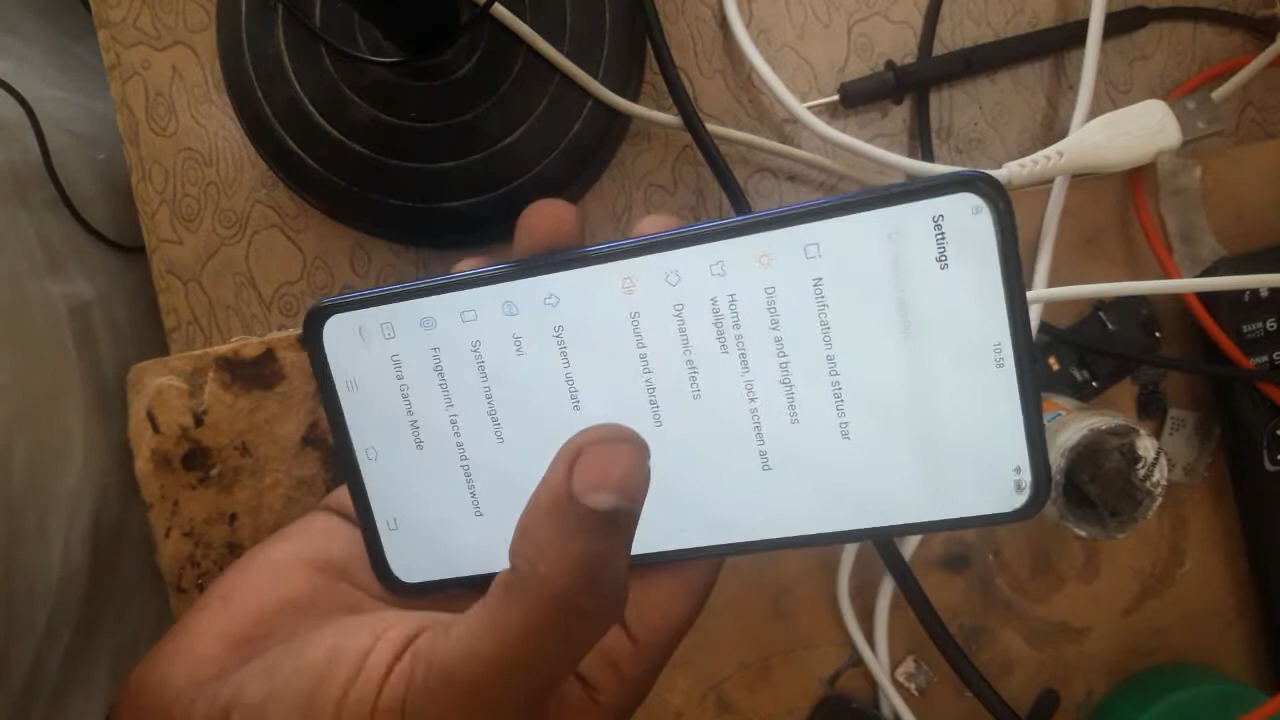 10:58
Settings
Notification and status bar
Display and brightness
Home screen, lock screen and
wallpaper
Dynamic effects
Sound and vibration
System update
Jovi
System navigation
Fingerprint, face and password
Ultra Game Mode